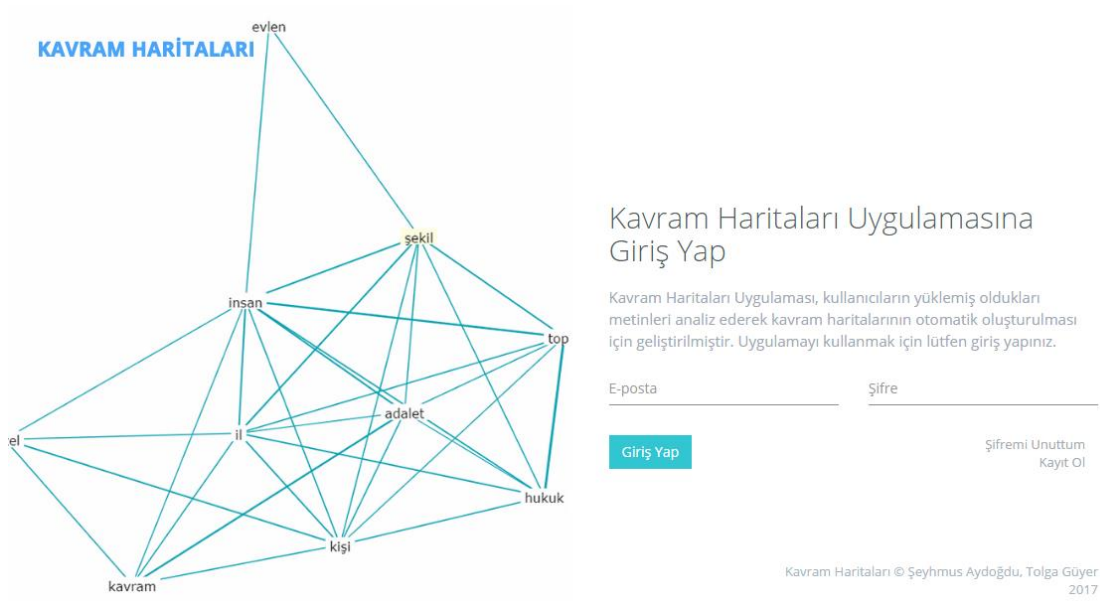 evlen
KAVRAM HARİTALARI
şekil
insan
top
adalet
il
el
hukuk
kişi
kavram
Kavram Haritaları Uygulamasına
Giriş Yap
Kavram Haritaları Uygulaması, kullanıcıların yüklemiş oldukları
metinleri analiz ederek kavram haritalarının otomatik oluşturulması
için geliştirilmiştir. Uygulamayı kullanmak için lütfen giriş yapınız.
E-posta
Şifre
Giriş Yap
Şifremi Unuttum
Kayıt Ol
Kavram Haritaları © Şeyhmus Aydoğdu, Tolga Güyer
2017